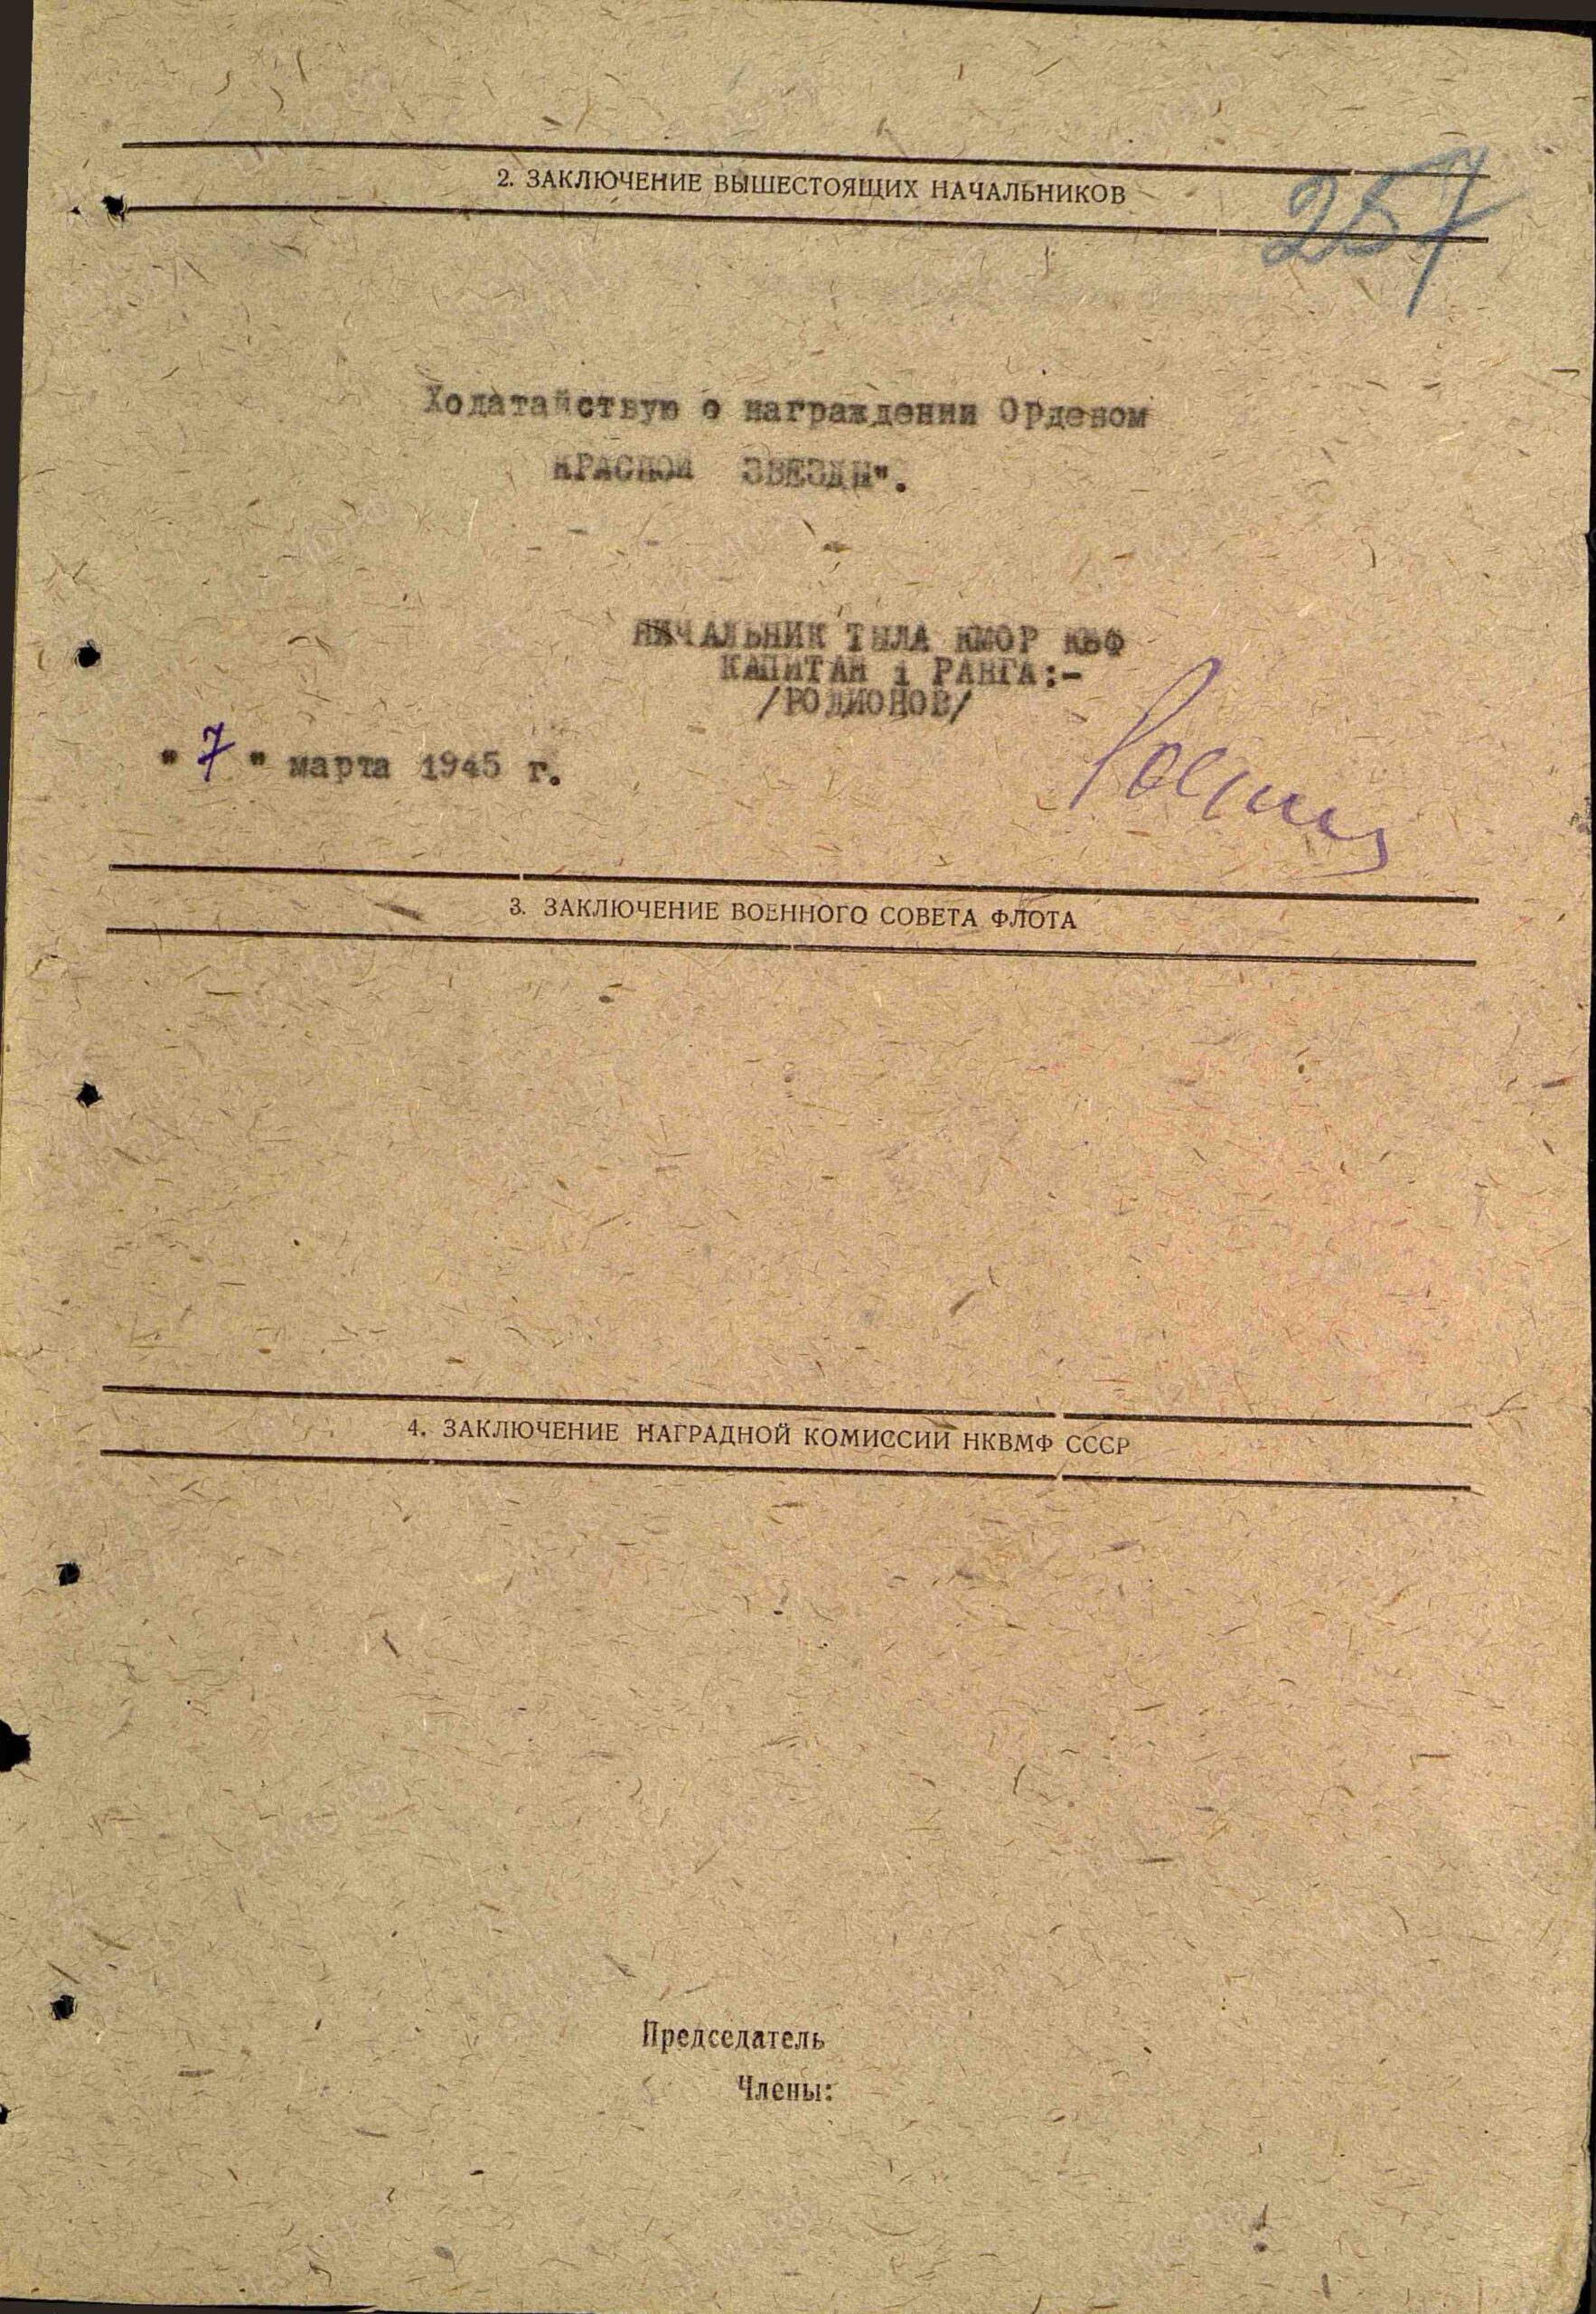 257
2. ЗАКЛЮЧЕНИЕ ВЫШЕСТОЯЩИХ НАЧАЛЬНИКОВ
Ходатайствую о награждении Орденом
КРАСНОЙ ЗВЕЗДЫ".
НАЧАЛЬНИК ТЫЛА КМОР КБФ
КАПИТАН 1 РАНГА:-
/РОДИОНОВ/
" 7 " марта 1945 г.
3. ЗАКЛЮЧЕНИЕ ВОЕННОГО СОВЕТА ФЛОТА
4. ЗАКЛЮЧЕНИЕ НАГРАДНОЙ КОМИССИИ НКВМФ СССР
Председатель
Члены: